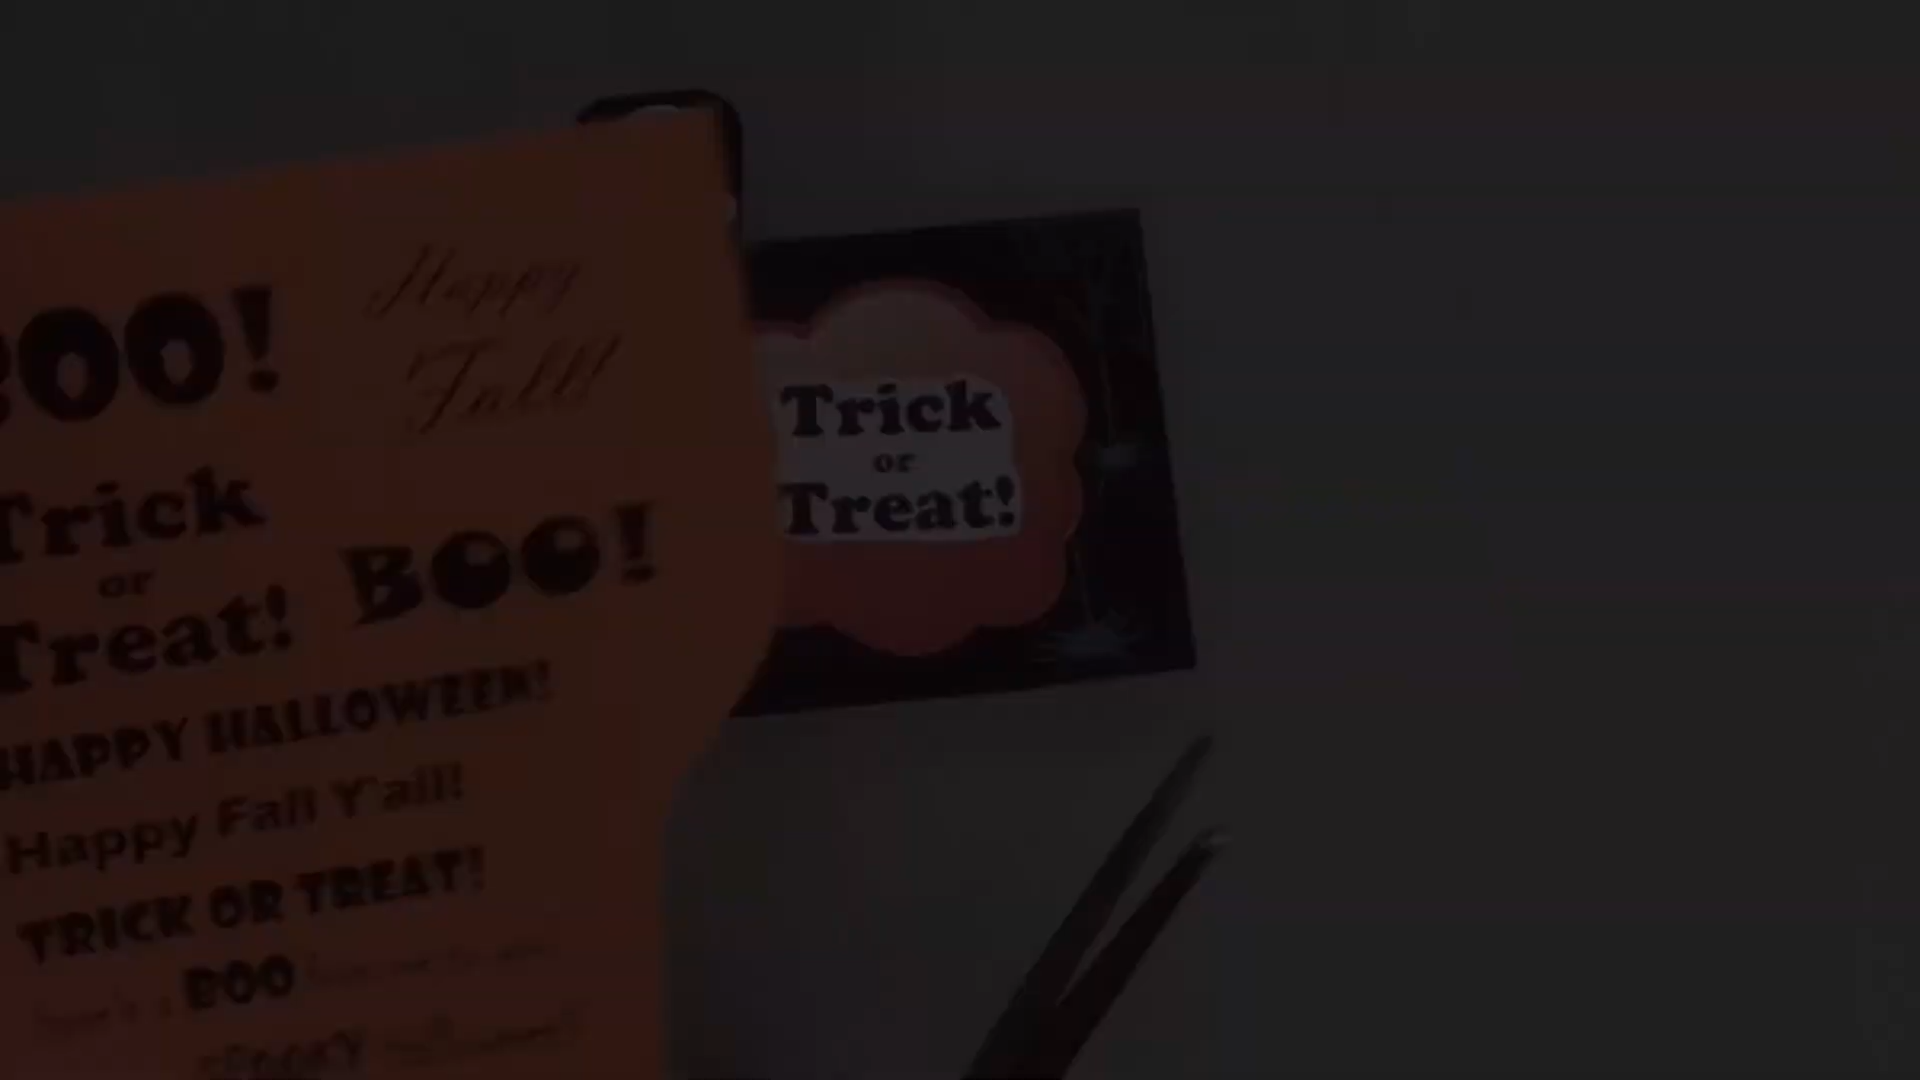 BOO!
Happy
Fall!
Trick
or
Treat!
BOO!
HAPPY HALLOWEEN!
Happy Fall Y'all!
TRICK OR TREAT!
BOO
SPOOKY
Trick
or
Treat!